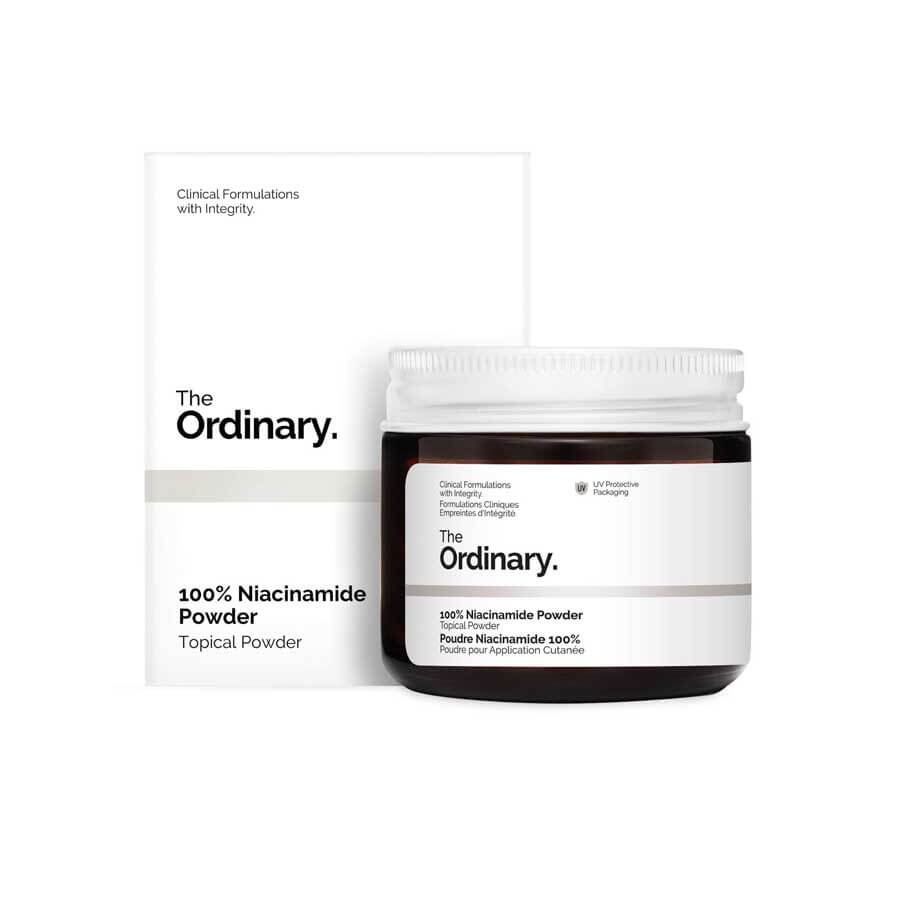 Clinical Formulations
with Integrity.
The
Ordinary.
100% Niacinamide
Powder
Topical Powder
Clinical Formulations
with Integrity.
Formulations Cliniques
Empreintes d'Intégrité.
UV
UV Protective
Packaging
The
Ordinary.
100% Niacinamide Powder
Topical Powder
Poudre Niacinamide 100%
Poudre pour Application Cutanée